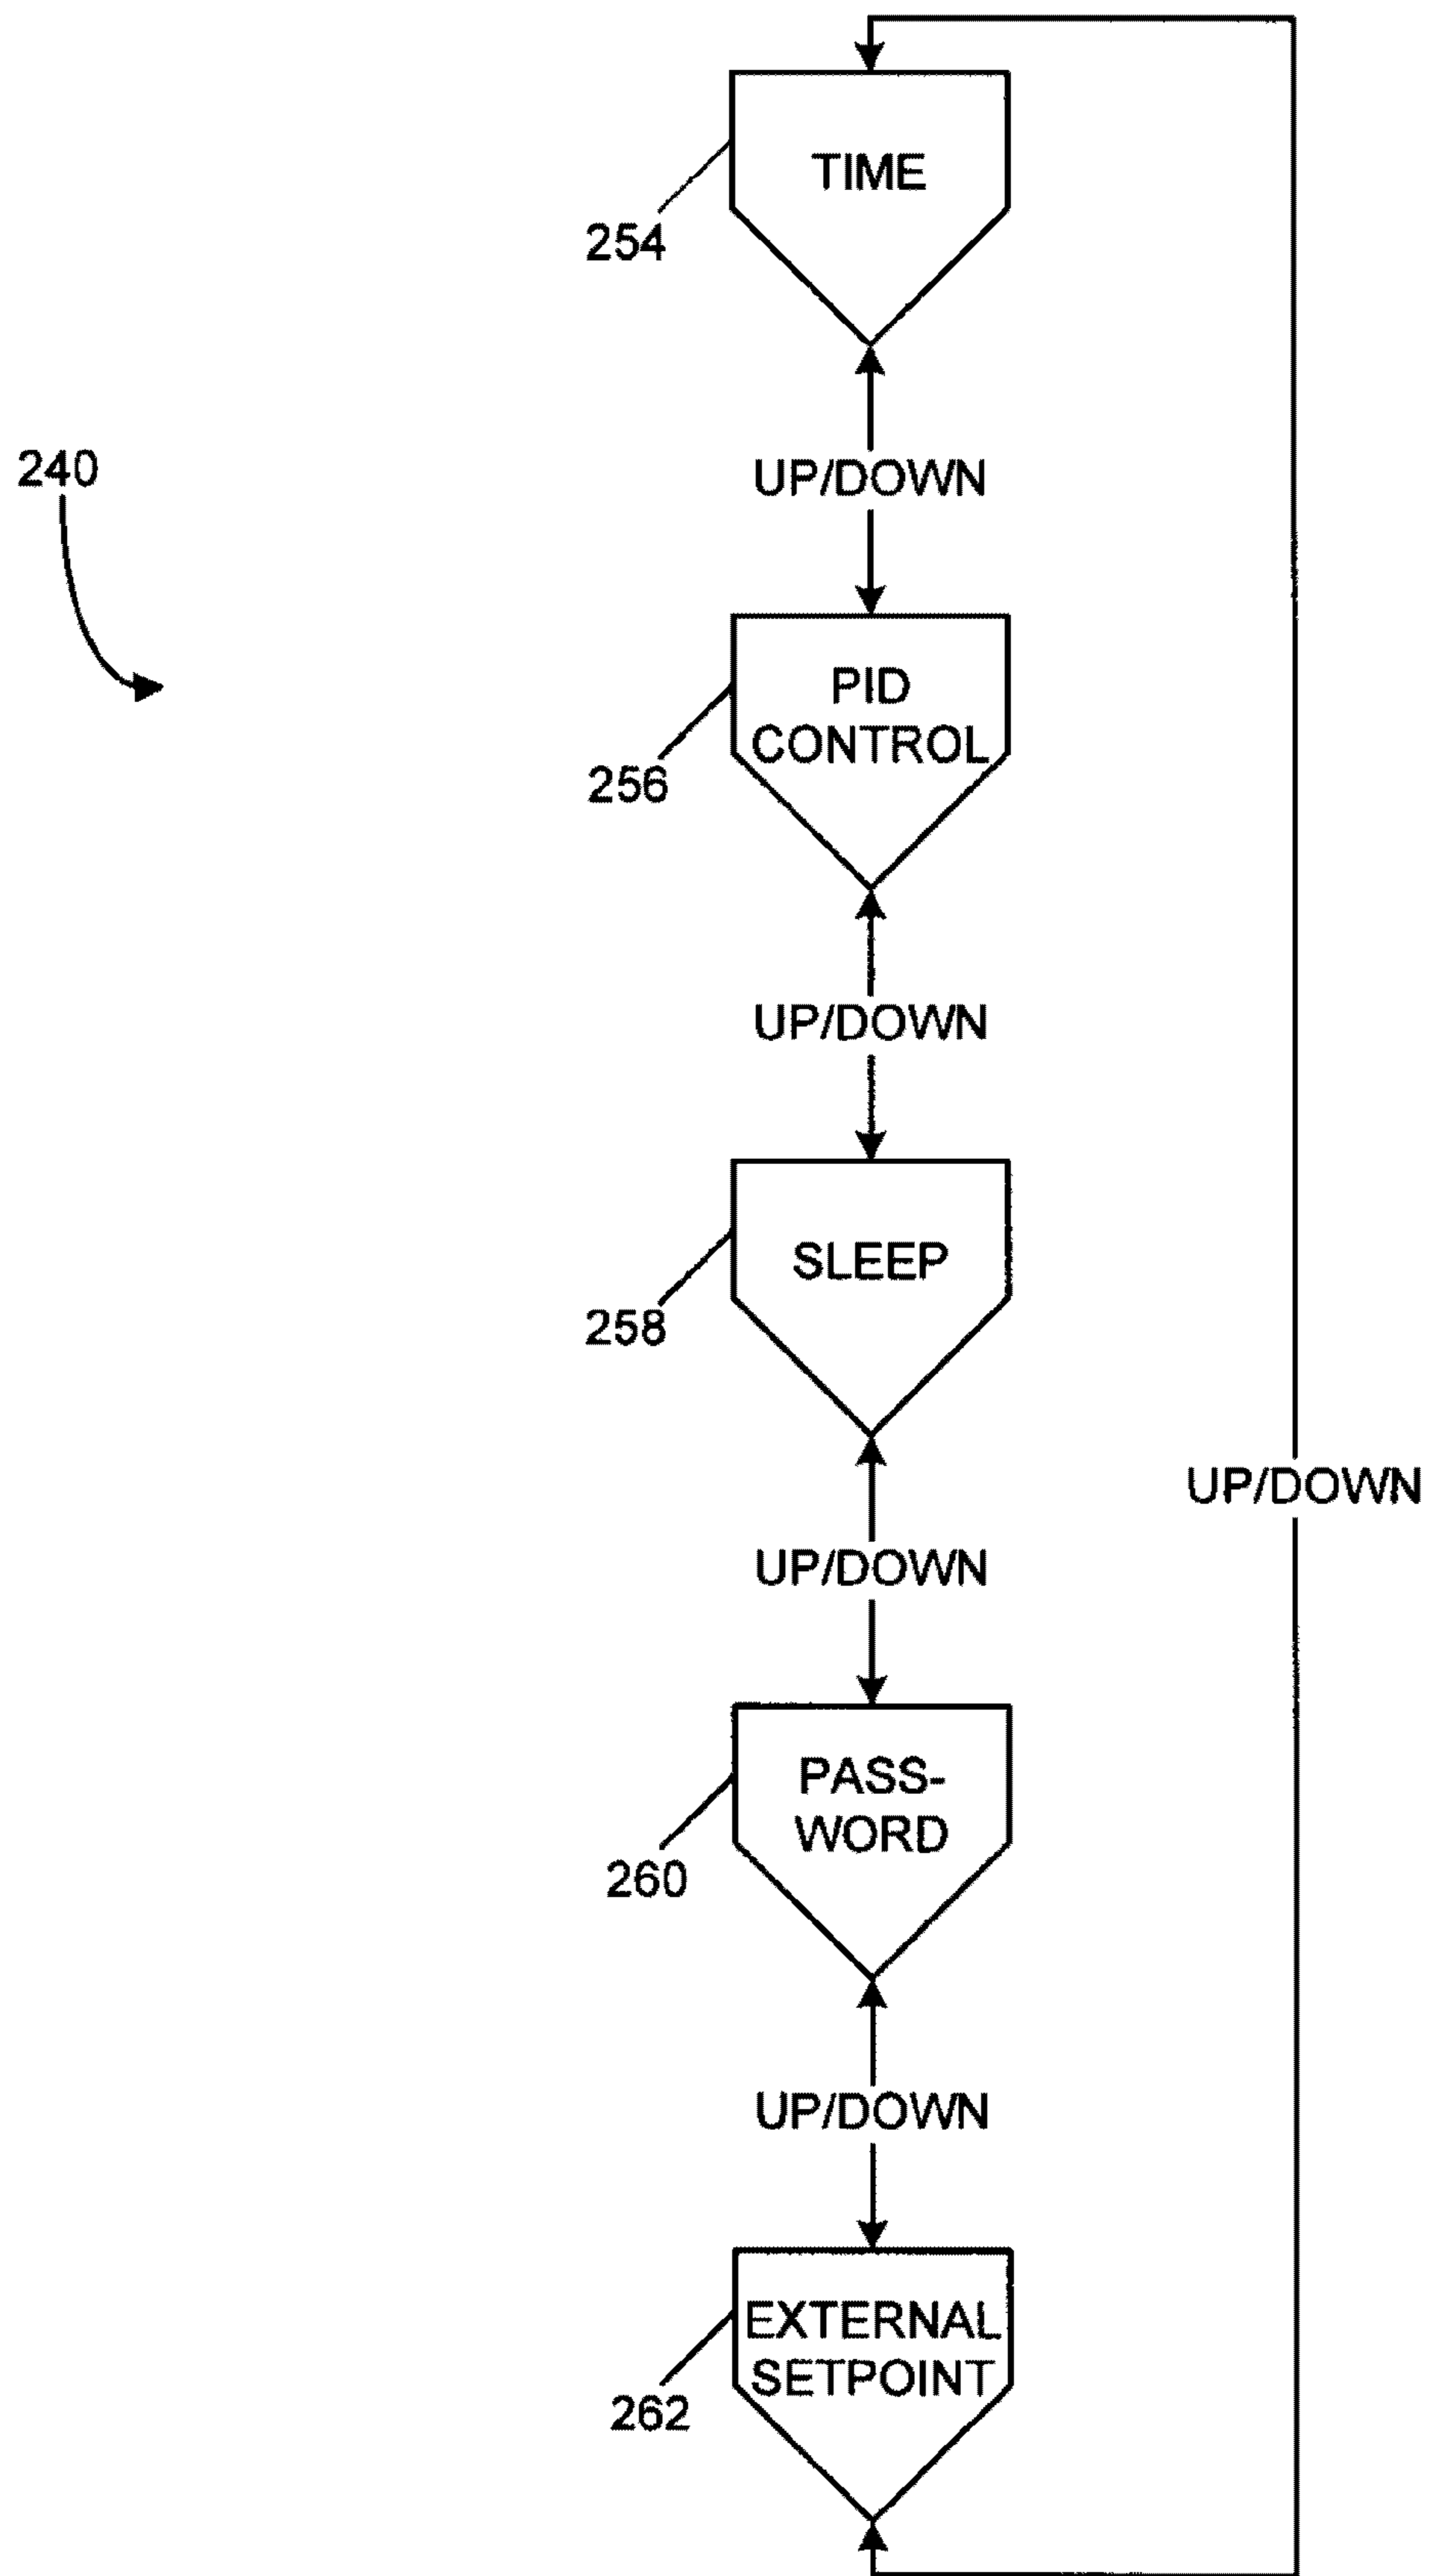 TIME
254
UP/DOWN
240
PID
CONTROL
256
UP/DOWN
SLEEP
258
UP/DOWN
UP/DOWN
PASS-
WORD
260
UP/DOWN
EXTERNAL
SETPOINT
262